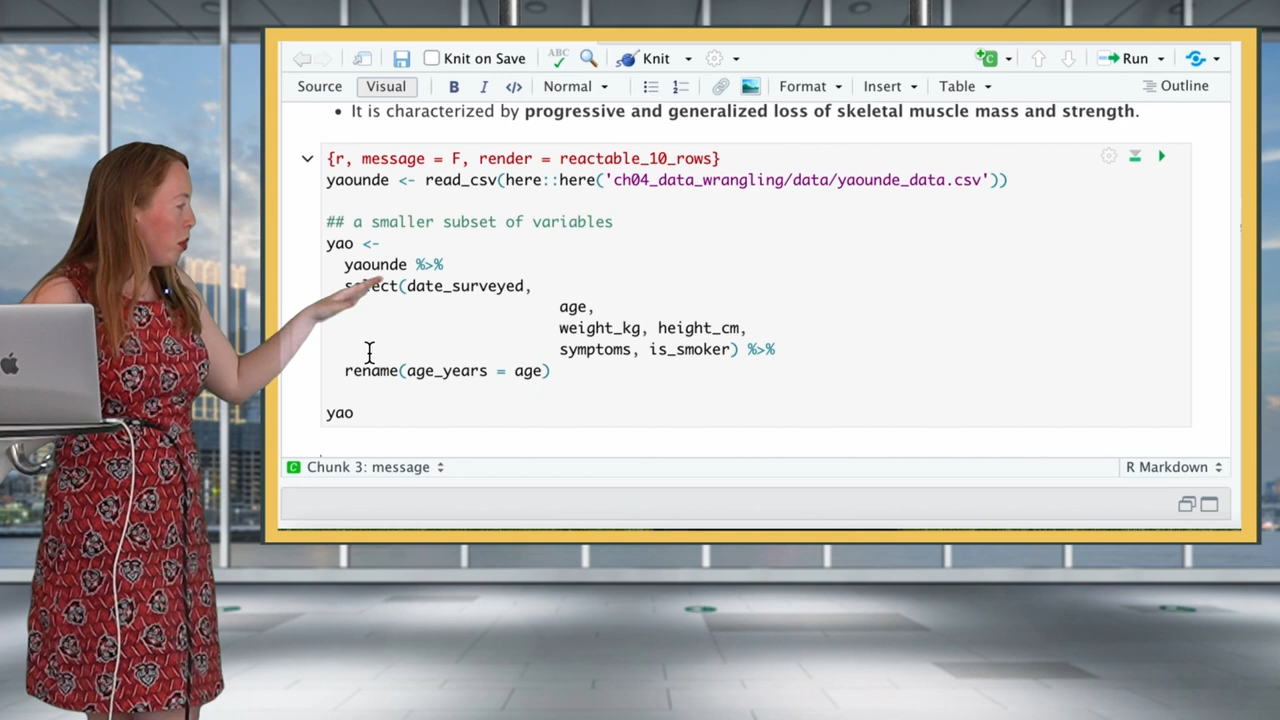 Knit on Save
ABC
Knit
Run
Source
Visual
B
I
</>
Normal
Format
Insert
Table
Outline
• It is characterized by progressive and generalized loss of skeletal muscle mass and strength.
{r, message = F, render = reactable_10_rows}
yaounde <- read_csv(here::here('ch04_data_wrangling/data/yaounde_data.csv'))
## a smaller subset of variables
yao <-
yaounde %>%
select(date_surveyed,
age,
weight_kg, height_cm,
symptoms, is_smoker) %>%
rename(age_years = age)
yao
C
Chunk 3: message
R Markdown